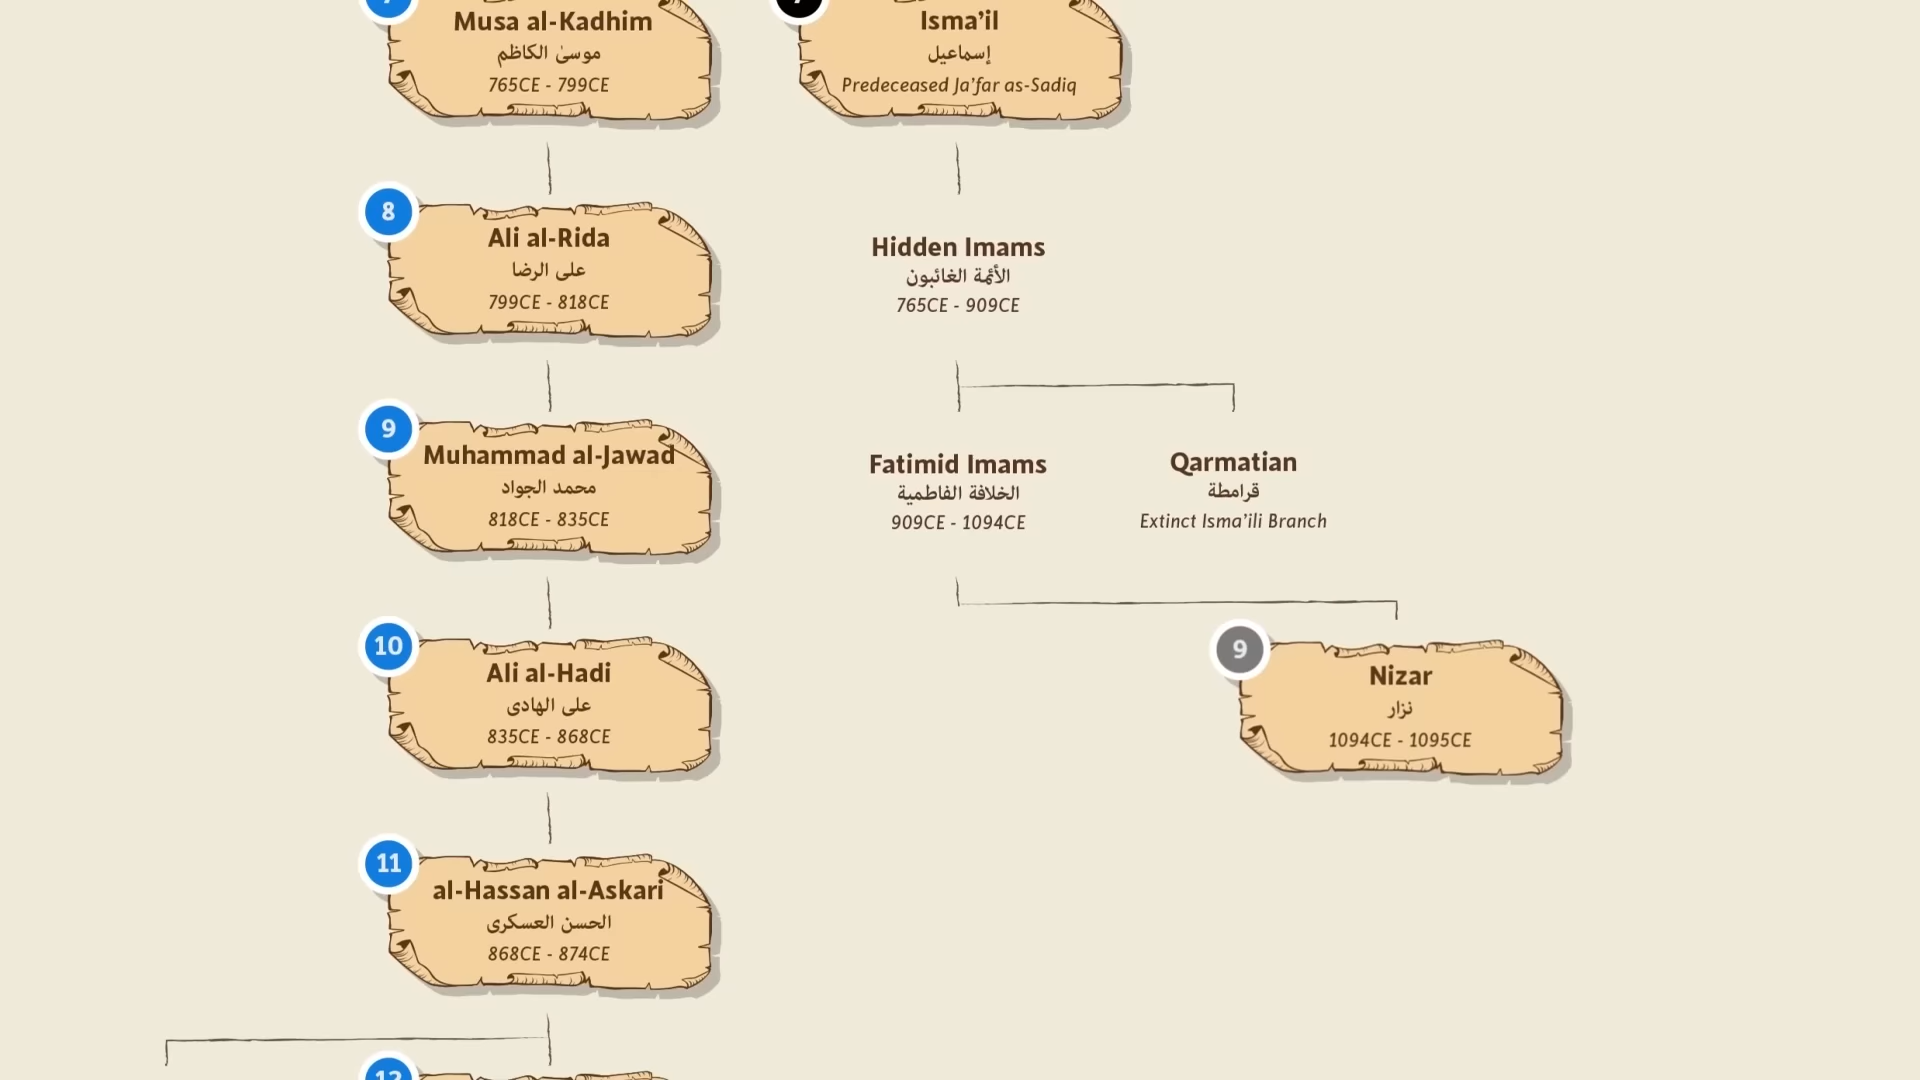 7
Musa al-Kadhim
موسىٰ الكاظم
765CE - 799CE
7
Isma’il
إسماعيل
Predeceased Ja’far as-Sadiq
8
Ali al-Rida
على الرضا
799CE - 818CE
Hidden Imams
الأئمة الغائبون
765CE - 909CE
9
Muhammad al-Jawad
محمد الجواد
818CE - 835CE
Fatimid Imams
الخلافة الفاطمية
909CE - 1094CE
Qarmatian
قرامطة
Extinct Isma’ili Branch
10
Ali al-Hadi
على الهادى
835CE - 868CE
9
Nizar
نزار
1094CE - 1095CE
11
al-Hassan al-Askari
الحسن العسكرى
868CE - 874CE
12